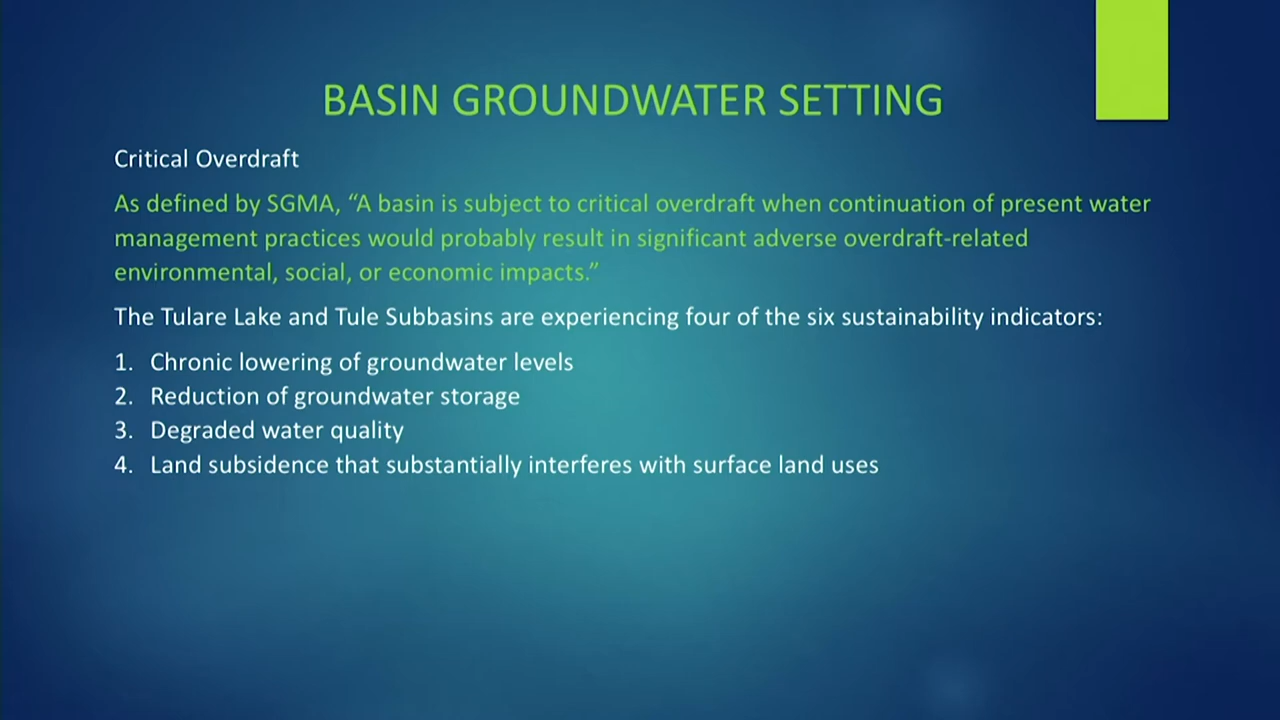 BASIN GROUNDWATER SETTING
Critical Overdraft
As defined by SGMA, “A basin is subject to critical overdraft when continuation of present water
management practices would probably result in significant adverse overdraft-related
environmental, social, or economic impacts.”
The Tulare Lake and Tule Subbasins are experiencing four of the six sustainability indicators:
1. Chronic lowering of groundwater levels
2. Reduction of groundwater storage
3. Degraded water quality
4. Land subsidence that substantially interferes with surface land uses